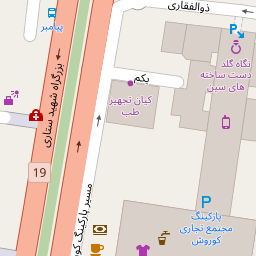 ذوالفقاری
پیامبر
نگاه گلد
دست ساخته
های سین
یکم
کیان تجهیز
طب
بزرگراه شهید ستاری
19
مسیر پارکینگ کو
پارکینگ
مجتمع تجاری
کوروش